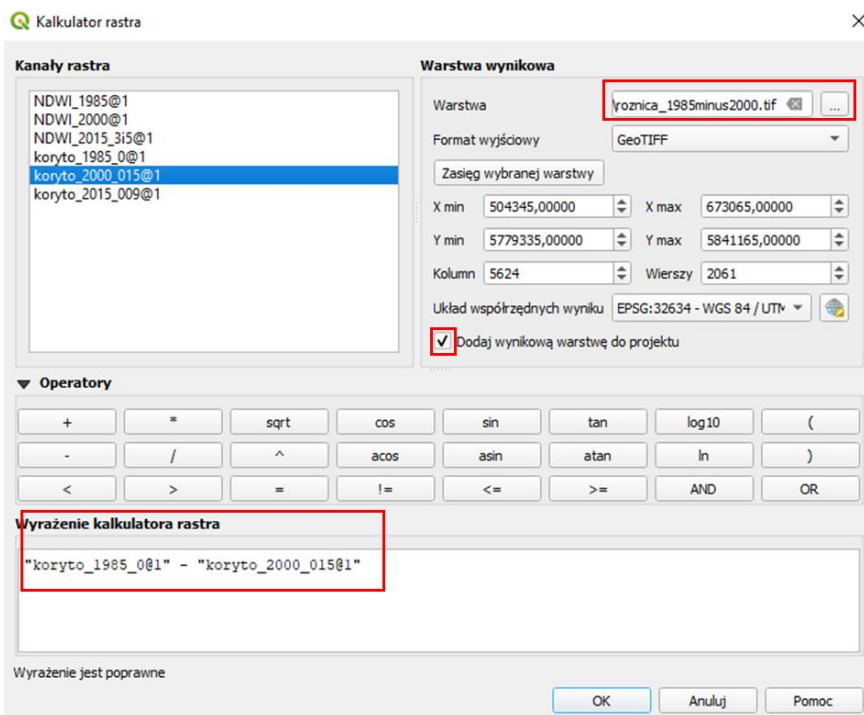 Kalkulator rastra
Kanały rastra
NDWI_1985@1
NDWI_2000@1
NDWI_2015_3i5@1
koryto_1985_0@1
koryto_2000_015@1
koryto_2015_009@1
Warstwa wynikowa
Warstwa \roznica_1985minus2000.tif ...
Format wyjściowy GeoTIFF
Zasięg wybranej warstwy
X min 504345,00000 X max 673065,00000
Y min 5779335,00000 Y max 5841165,00000
Kolumn 5624 Wierszy 2061
Układ współrzędnych wyniku EPSG:32634 - WGS 84 / UTM
Dodaj wynikową warstwę do projektu
Operatory
+ * sqrt cos sin tan log10 (
- / ^ acos asin atan ln )
< > = != <= >= AND OR
Wyrażenie kalkulatora rastra
"koryto_1985_0@1" - "koryto_2000_015@1"
Wyrażenie jest poprawne
OK Anuluj Pomoc